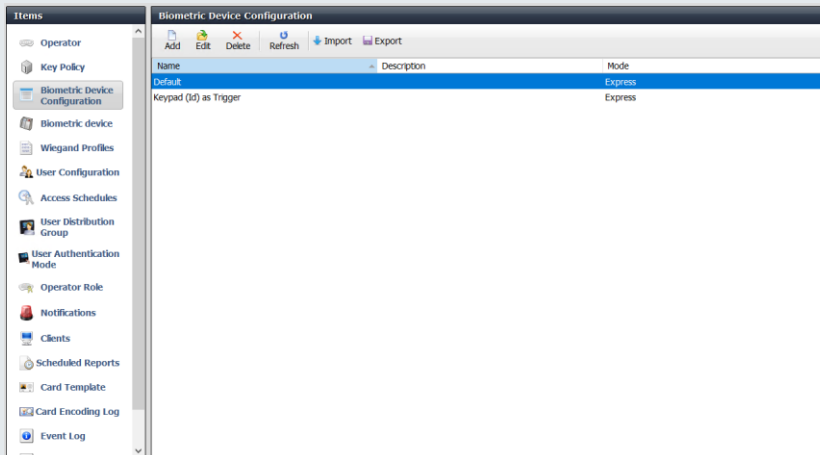 Items
Operator
Key Policy
Biometric Device
Configuration
Biometric device
Wiegand Profiles
User Configuration
Access Schedules
User Distribution
Group
User Authentication
Mode
Operator Role
Notifications
Clients
Scheduled Reports
Card Template
Card Encoding Log
Event Log
Biometric Device Configuration
Add Edit Delete Refresh Import Export
Name Description Mode
Default Express
Keypad (Id) as Trigger Express